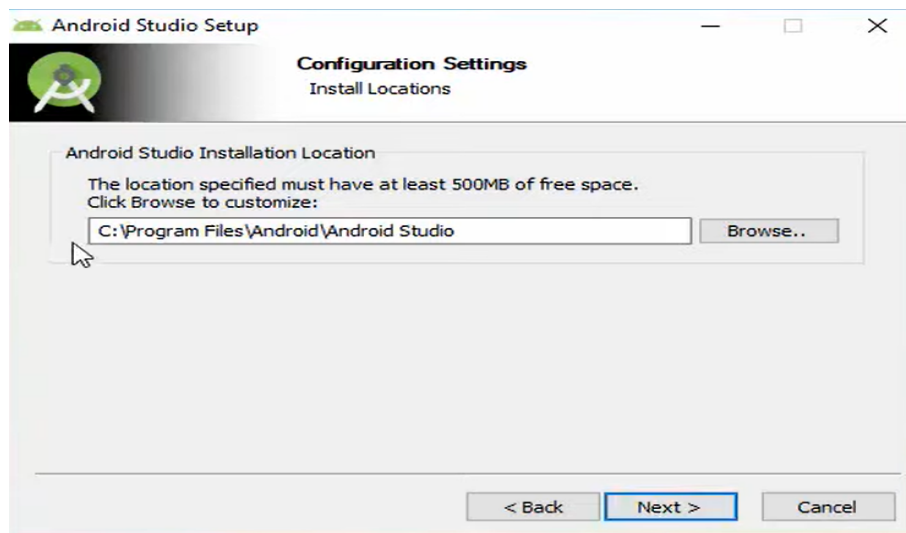 Android Studio Setup
Configuration Settings
Install Locations
Android Studio Installation Location
The location specified must have at least 500MB of free space.
Click Browse to customize:
C:\Program Files\Android\Android Studio
Browse..
< Back
Next >
Cancel